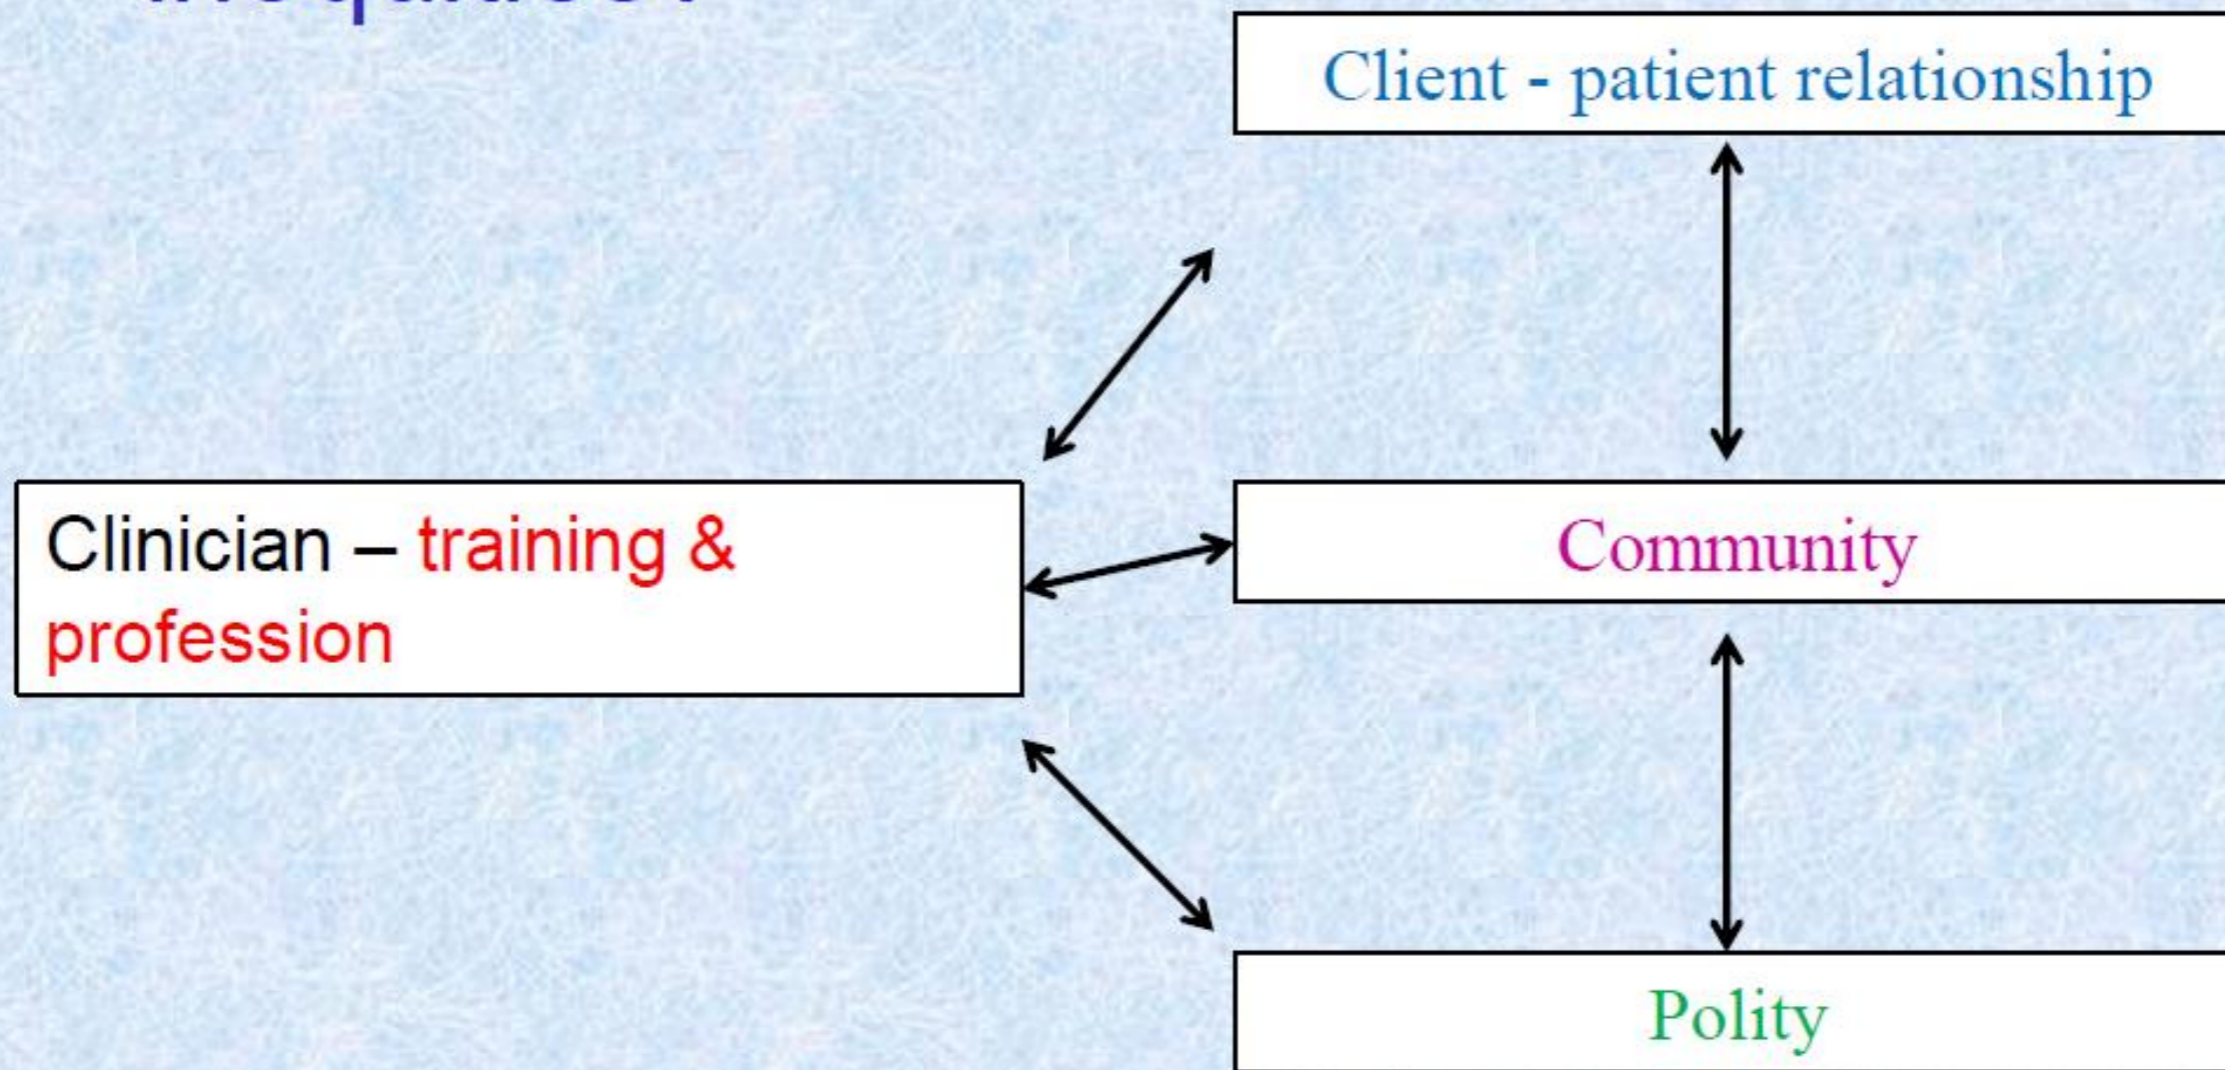 Client - patient relationship
Clinician – training &
profession
Community
Polity